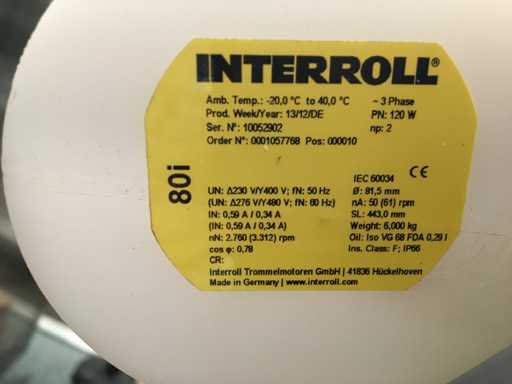 INTERROLL®
Amb. Temp.: -20,0 °C to 40,0 °C ~ 3 Phase
Prod. Week/Year: 13/12/DE PN: 120 W
Ser. N°: 10052902 np: 2
Order N°: 0001057768 Pos: 000010
80i
IEC 60034 CE
UN: Δ230 V/Y400 V; fN: 50 Hz Ø: 81,5 mm
(UN: Δ276 V/Y480 V; fN: 60 Hz) nA: 50 (61) rpm
IN: 0,59 A / 0,34 A SL: 443,0 mm
(IN: 0,59 A / 0,34 A) Weight: 6,000 kg
nN: 2.760 (3.312) rpm Oil: Iso VG 68 FDA 0,29 l
cos φ: 0,78 Ins. Class: F; IP66
CR:
Interroll Trommelmotoren GmbH | 41836 Hückelhoven
Made in Germany | www.interroll.com